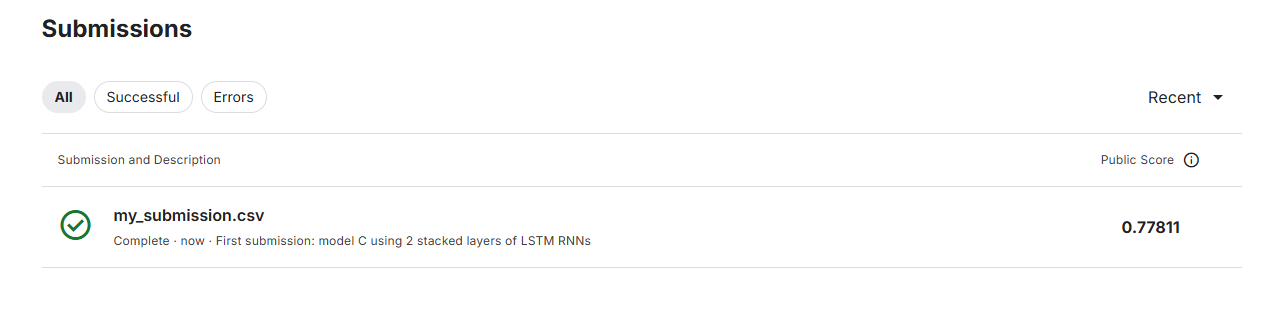 Submissions
All Successful Errors Recent
Submission and Description Public Score
my_submission.csv
Complete · now · First submission: model C using 2 stacked layers of LSTM RNNs
0.77811